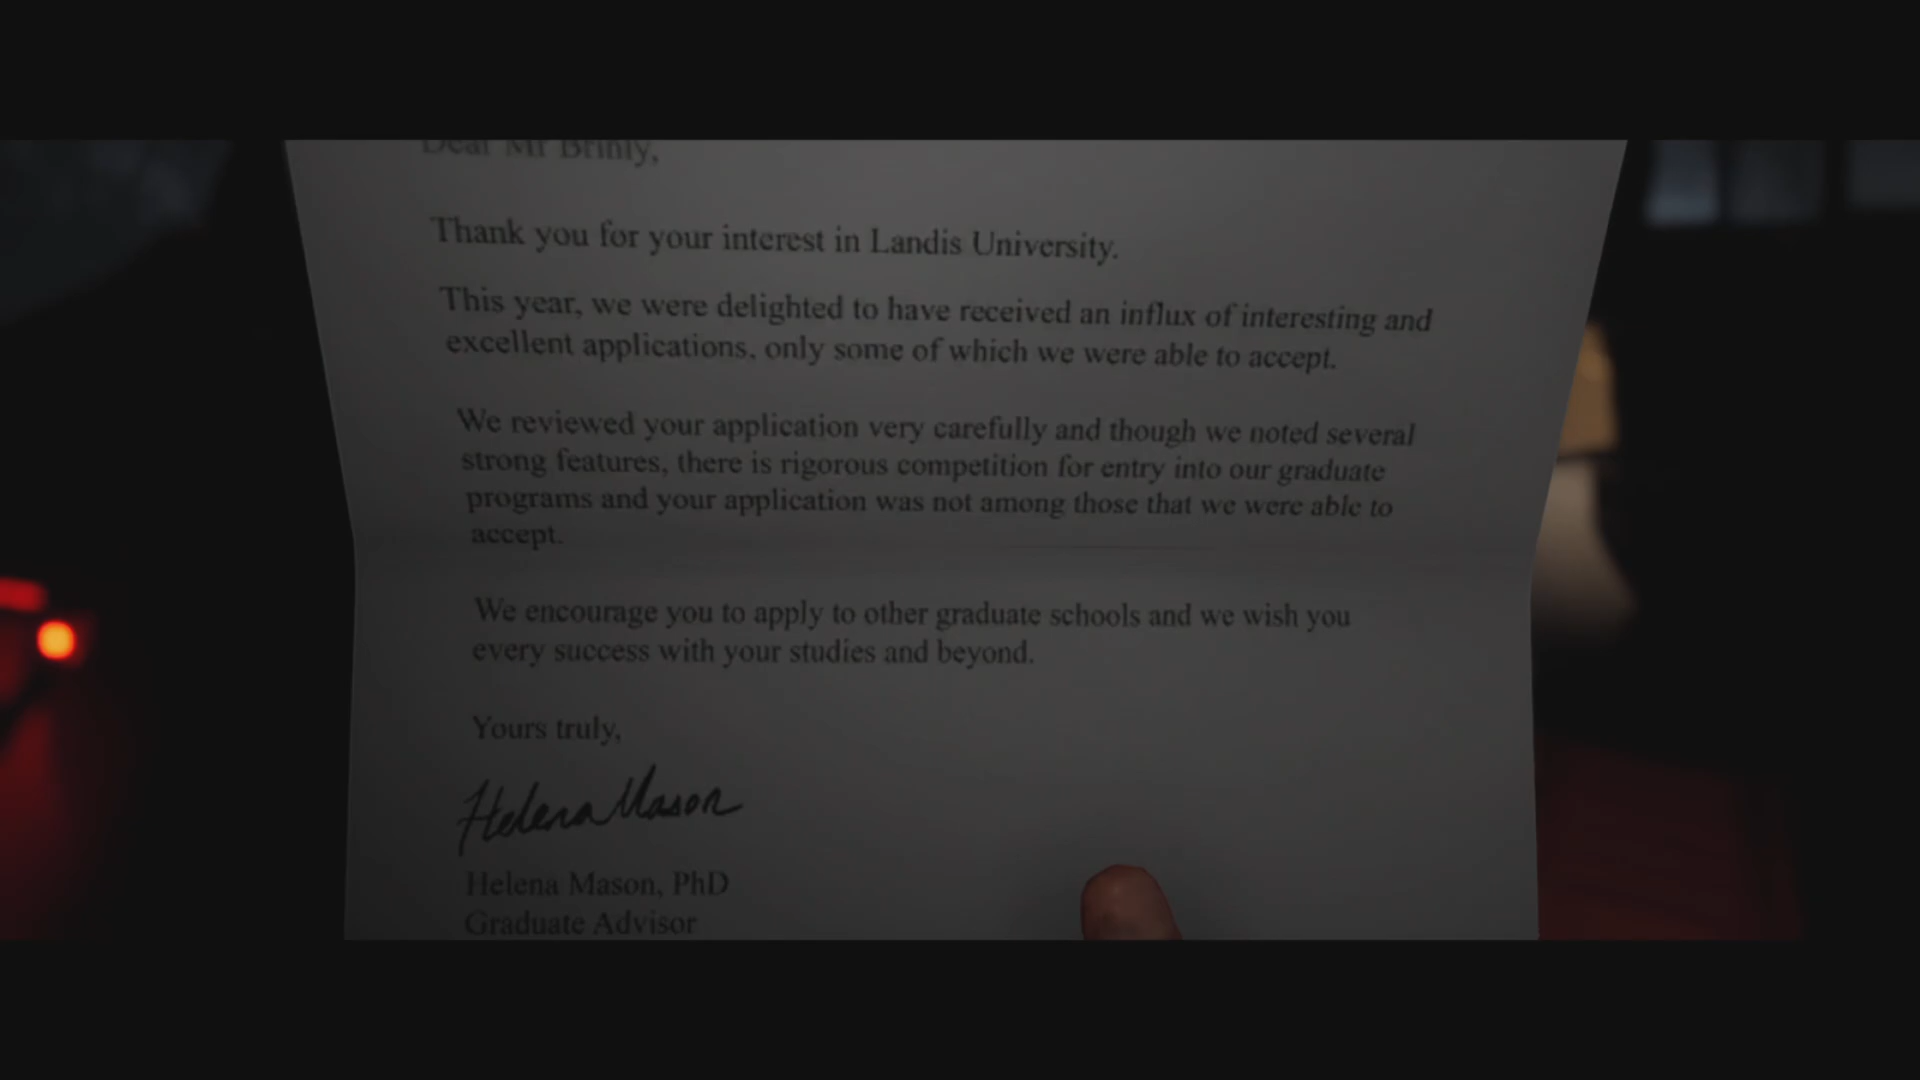 Dear Mr Brinly,
Thank you for your interest in Landis University.
This year, we were delighted to have received an influx of interesting and
excellent applications, only some of which we were able to accept.
We reviewed your application very carefully and though we noted several
strong features, there is rigorous competition for entry into our graduate
programs and your application was not among those that we were able to
accept.
We encourage you to apply to other graduate schools and we wish you
every success with your studies and beyond.
Yours truly,
Helena Mason
Helena Mason, PhD
Graduate Advisor